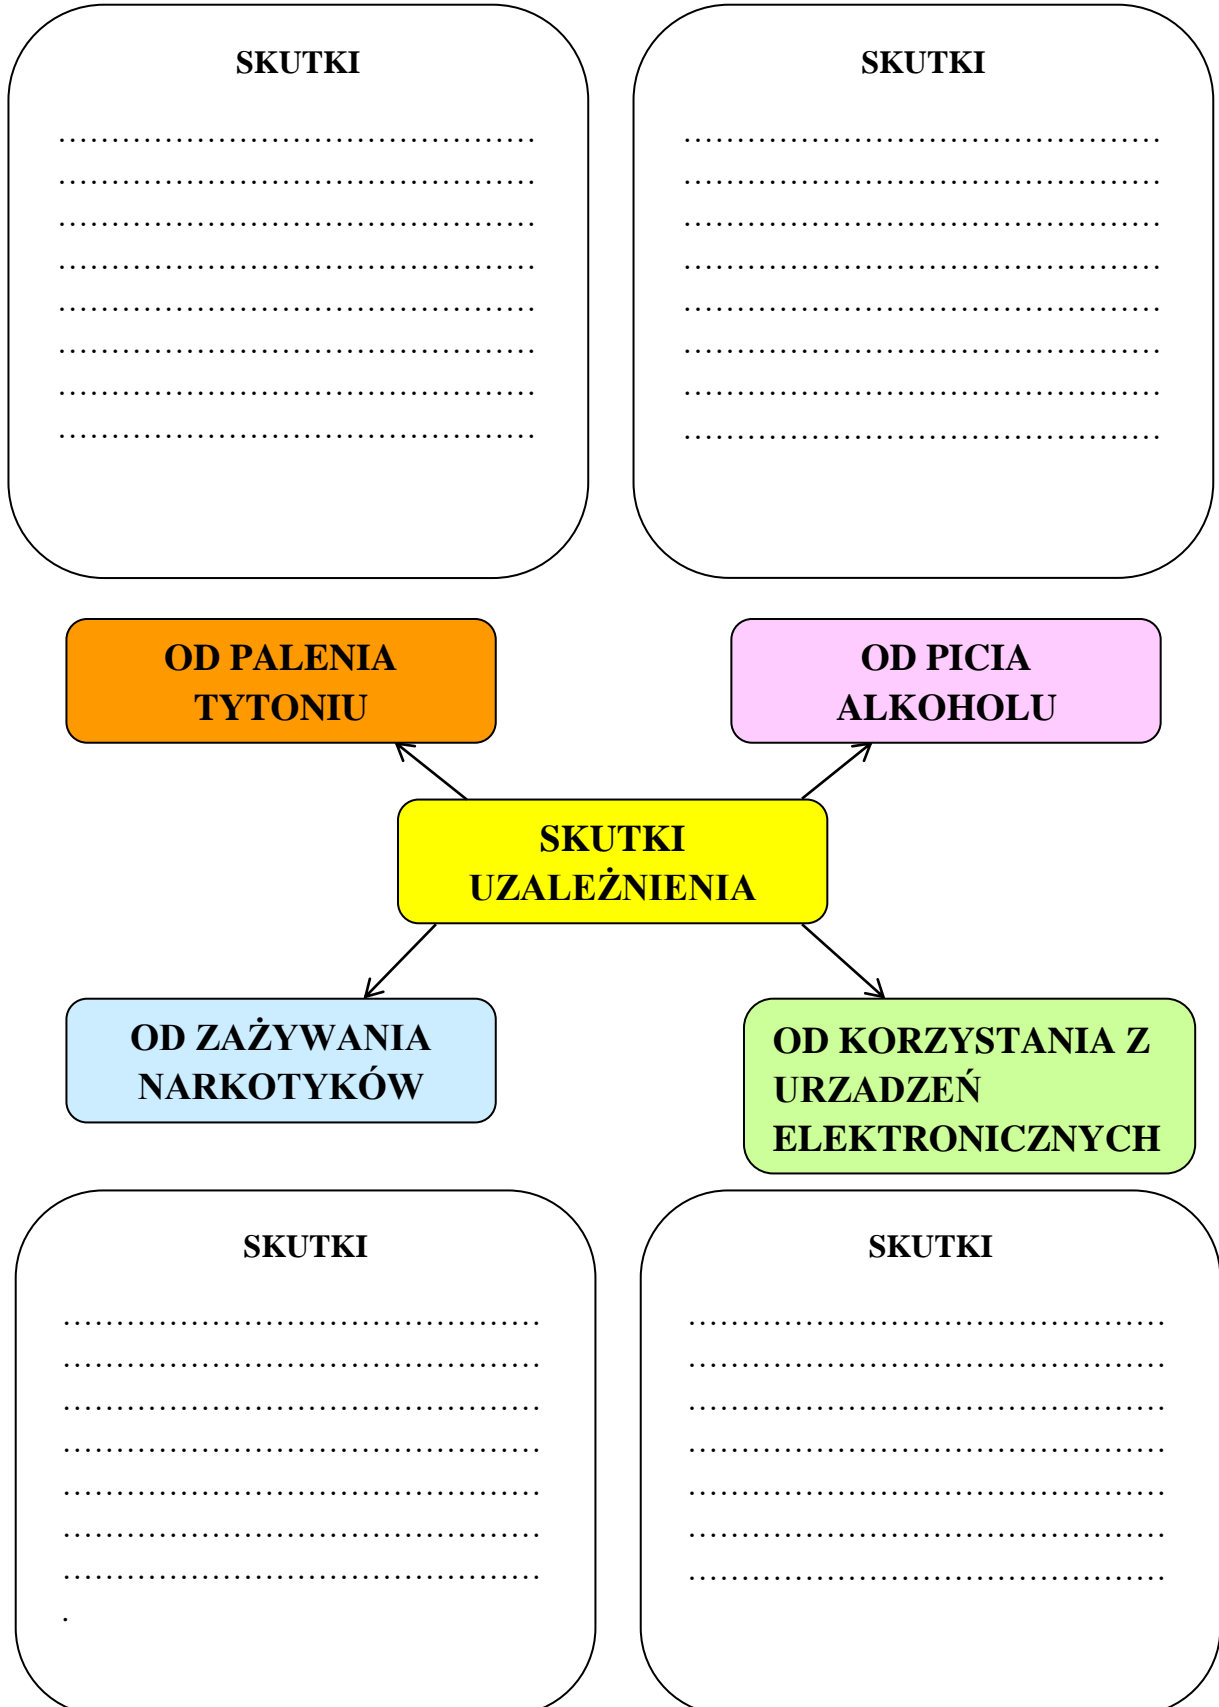 SKUTKI
…………………………………………
…………………………………………
…………………………………………
…………………………………………
…………………………………………
…………………………………………
…………………………………………
…………………………………………
SKUTKI
…………………………………………
…………………………………………
…………………………………………
…………………………………………
…………………………………………
…………………………………………
…………………………………………
…………………………………………
OD PALENIA
TYTONIU
OD PICIA
ALKOHOLU
SKUTKI
UZALEŻNIENIA
OD ZAŻYWANIA
NARKOTYKÓW
OD KORZYSTANIA Z
URZADZEŃ
ELEKTRONICZNYCH
SKUTKI
…………………………………………
…………………………………………
…………………………………………
…………………………………………
…………………………………………
…………………………………………
…………………………………………
.
SKUTKI
…………………………………………
…………………………………………
…………………………………………
…………………………………………
…………………………………………
…………………………………………
…………………………………………